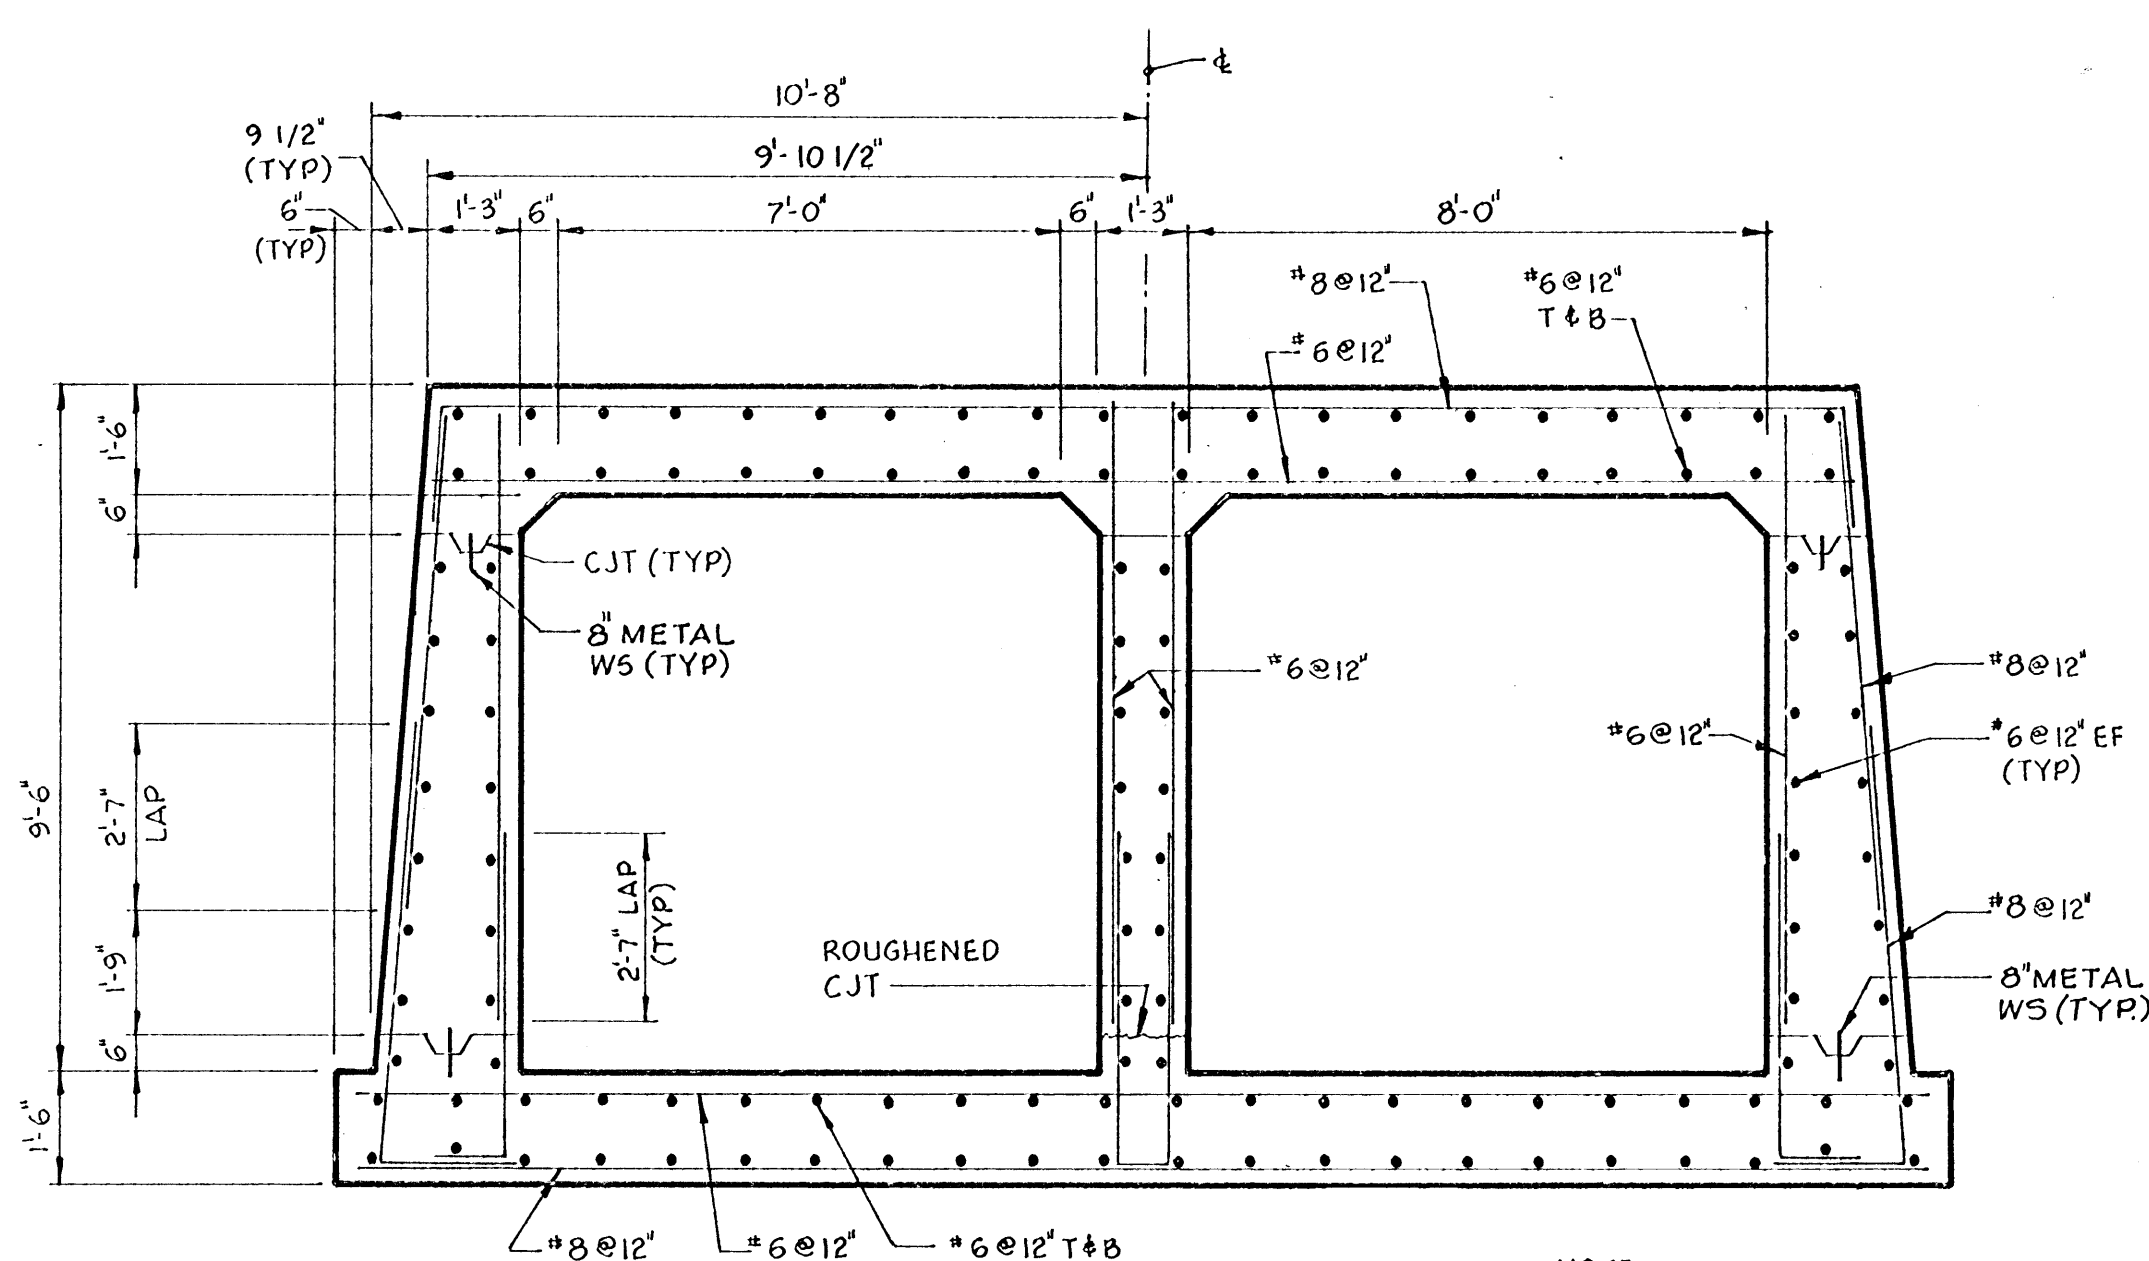 ℄
10'-8"
9 1/2"
(TYP)
9'-10 1/2"
6"
(TYP)
1'-3"
6"
7'-0"
6"
1'-3"
8'-0"
#8@12"
#6@12"
T & B
#6@12"
1'-6"
6"
CJT (TYP)
8" METAL
WS (TYP)
#6@12"
#8@12"
#6@12"
#6@12" EF
(TYP)
9'-6"
2'-7"
LAP
2'-7" LAP
(TYP)
#8@12"
ROUGHENED
CJT
1'-9"
8" METAL
WS (TYP.)
6"
1'-6"
#8@12"
#6@12"
#6@12" T & B